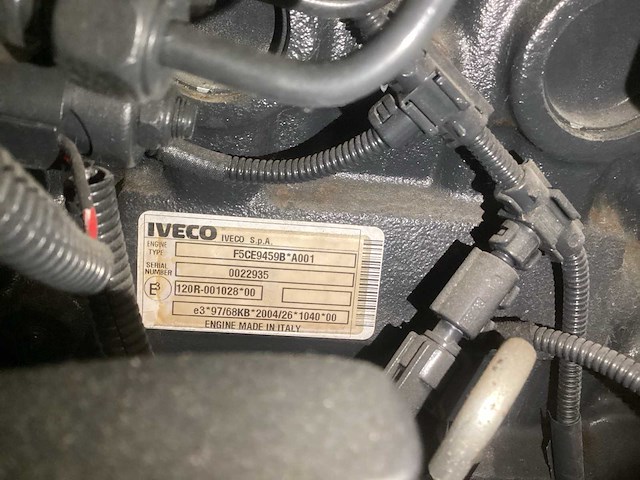 IVECO IVECO S.p.A.
ENGINE TYPE F5CE9459B*A001
SERIAL NUMBER 0022935
E3 120R-001028*00
e3*97/68KB*2004/26*1040*00
ENGINE MADE IN ITALY